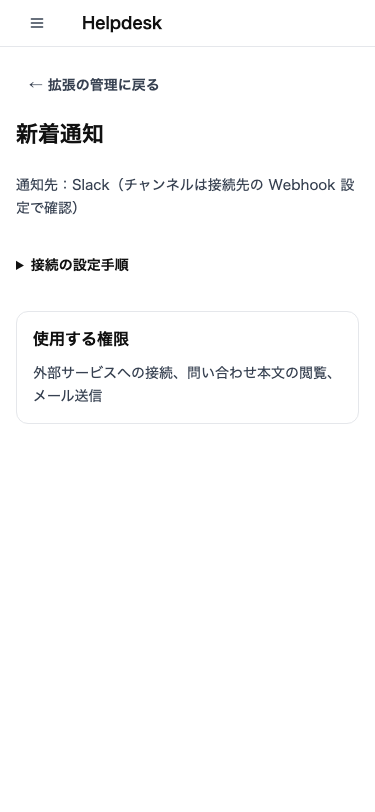 Helpdesk
← 拡張の管理に戻る
新着通知
通知先：Slack（チャンネルは接続先の Webhook 設
定で確認）
▶ 接続の設定手順
使用する権限
外部サービスへの接続、問い合わせ本文の閲覧、
メール送信